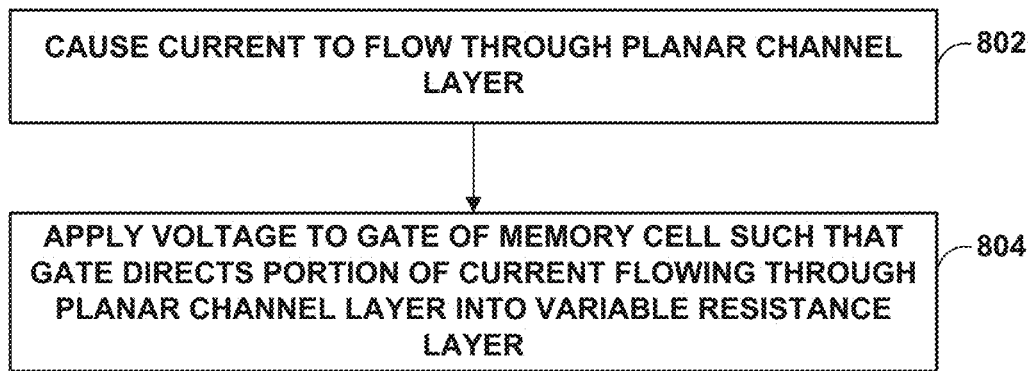 CAUSE CURRENT TO FLOW THROUGH PLANAR CHANNEL
LAYER
802
APPLY VOLTAGE TO GATE OF MEMORY CELL SUCH THAT
GATE DIRECTS PORTION OF CURRENT FLOWING THROUGH
PLANAR CHANNEL LAYER INTO VARIABLE RESISTANCE
LAYER
804